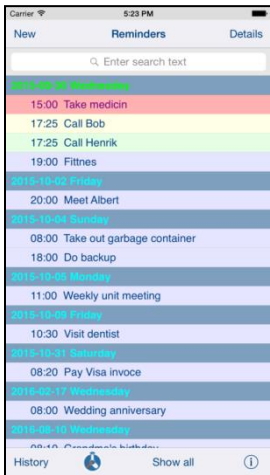 Carrier 5:23 PM
New Reminders Details
Enter search text
2015-09-30 Wednesday
15:00 Take medicin
17:25 Call Bob
17:25 Call Henrik
19:00 Fittnes
2015-10-02 Friday
20:00 Meet Albert
2015-10-04 Sunday
08:00 Take out garbage container
18:00 Do backup
2015-10-05 Monday
11:00 Weekly unit meeting
2015-10-09 Friday
10:30 Visit dentist
2015-10-31 Saturday
08:20 Pay Visa invoce
2016-02-17 Wednesday
08:00 Wedding anniversary
2016-08-10 Wednesday
08:10 Grandma's birthday
History Show all